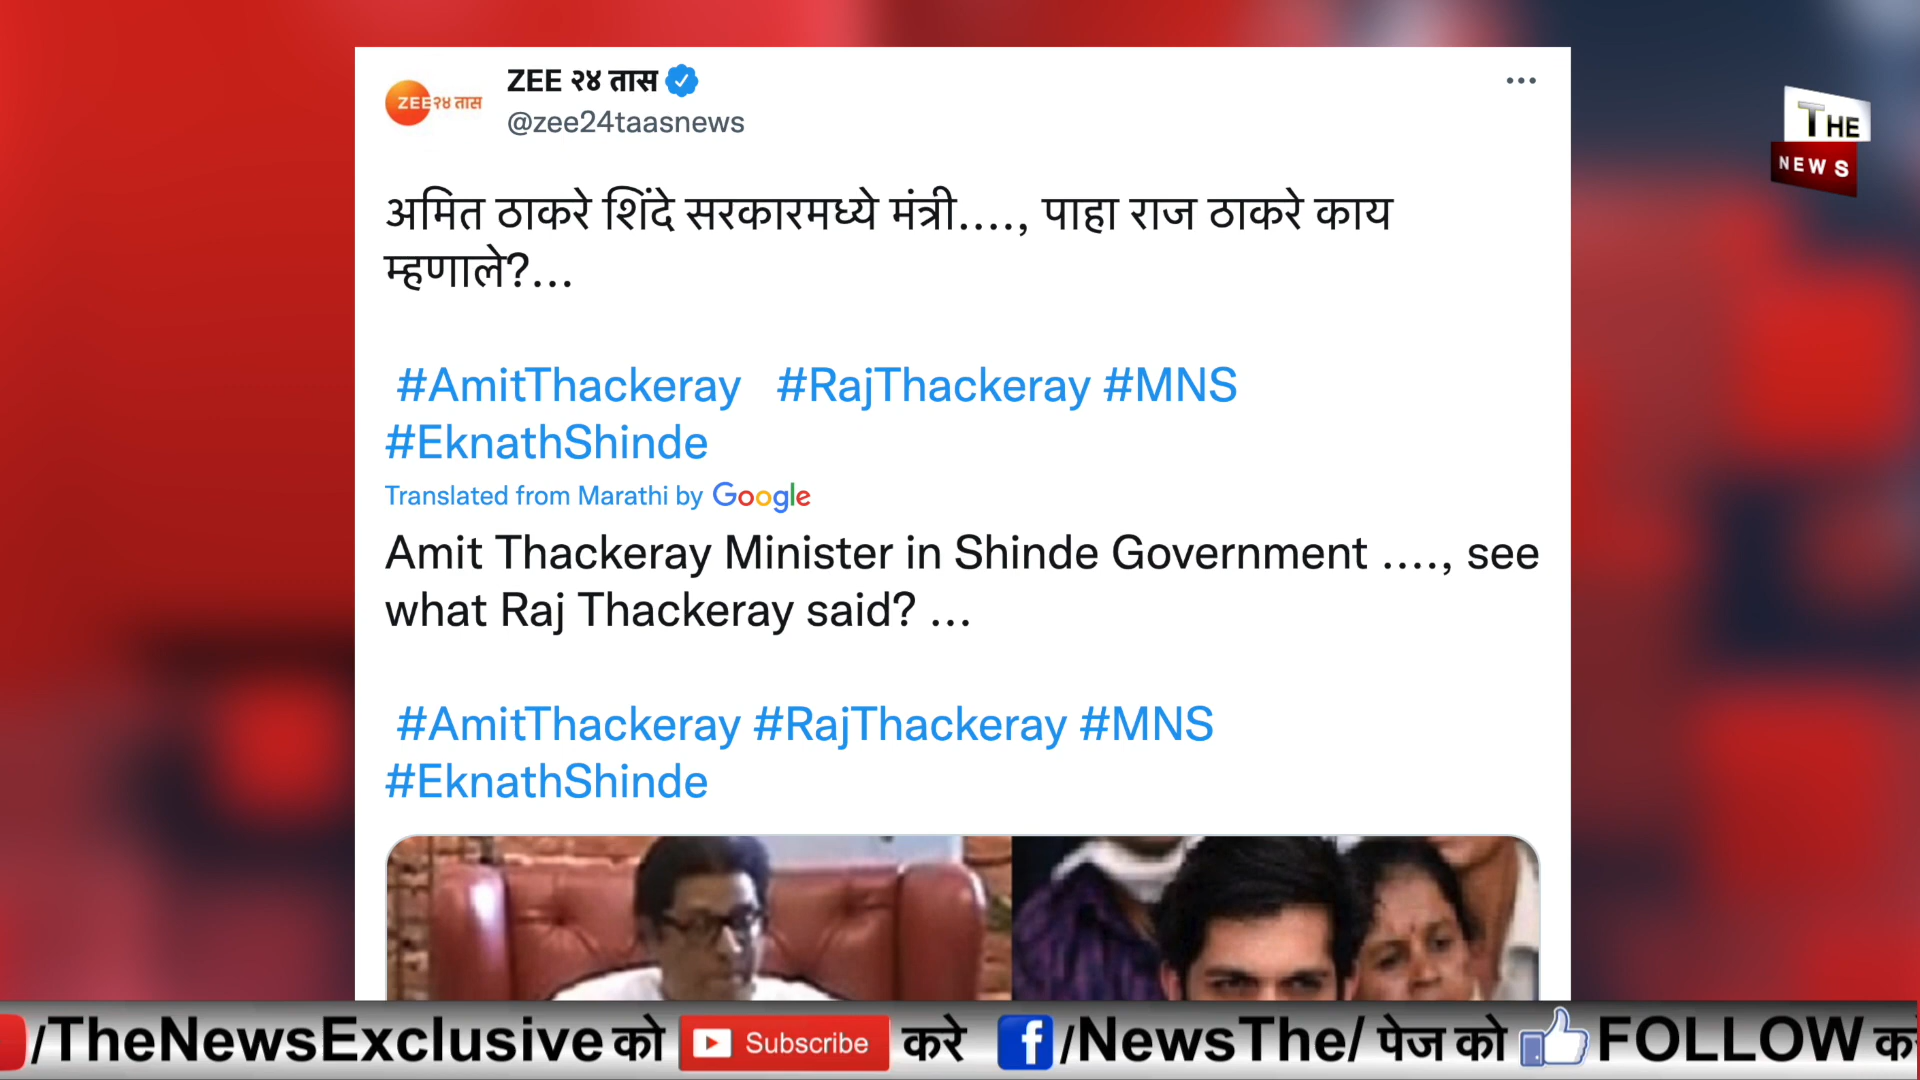 ZEE २४ तास
ZEE२४ तास
@zee24taasnews
THE
NEWS
अमित ठाकरे शिंदे सरकारमध्ये मंत्री...., पाहा राज ठाकरे काय
म्हणाले?...
#AmitThackeray #RajThackeray #MNS
#EknathShinde
Translated from Marathi by Google
Amit Thackeray Minister in Shinde Government ...., see
what Raj Thackeray said? ...
#AmitThackeray #RajThackeray #MNS
#EknathShinde
/TheNewsExclusive को Subscribe करे f /NewsThe/ पेज को FOLLOW